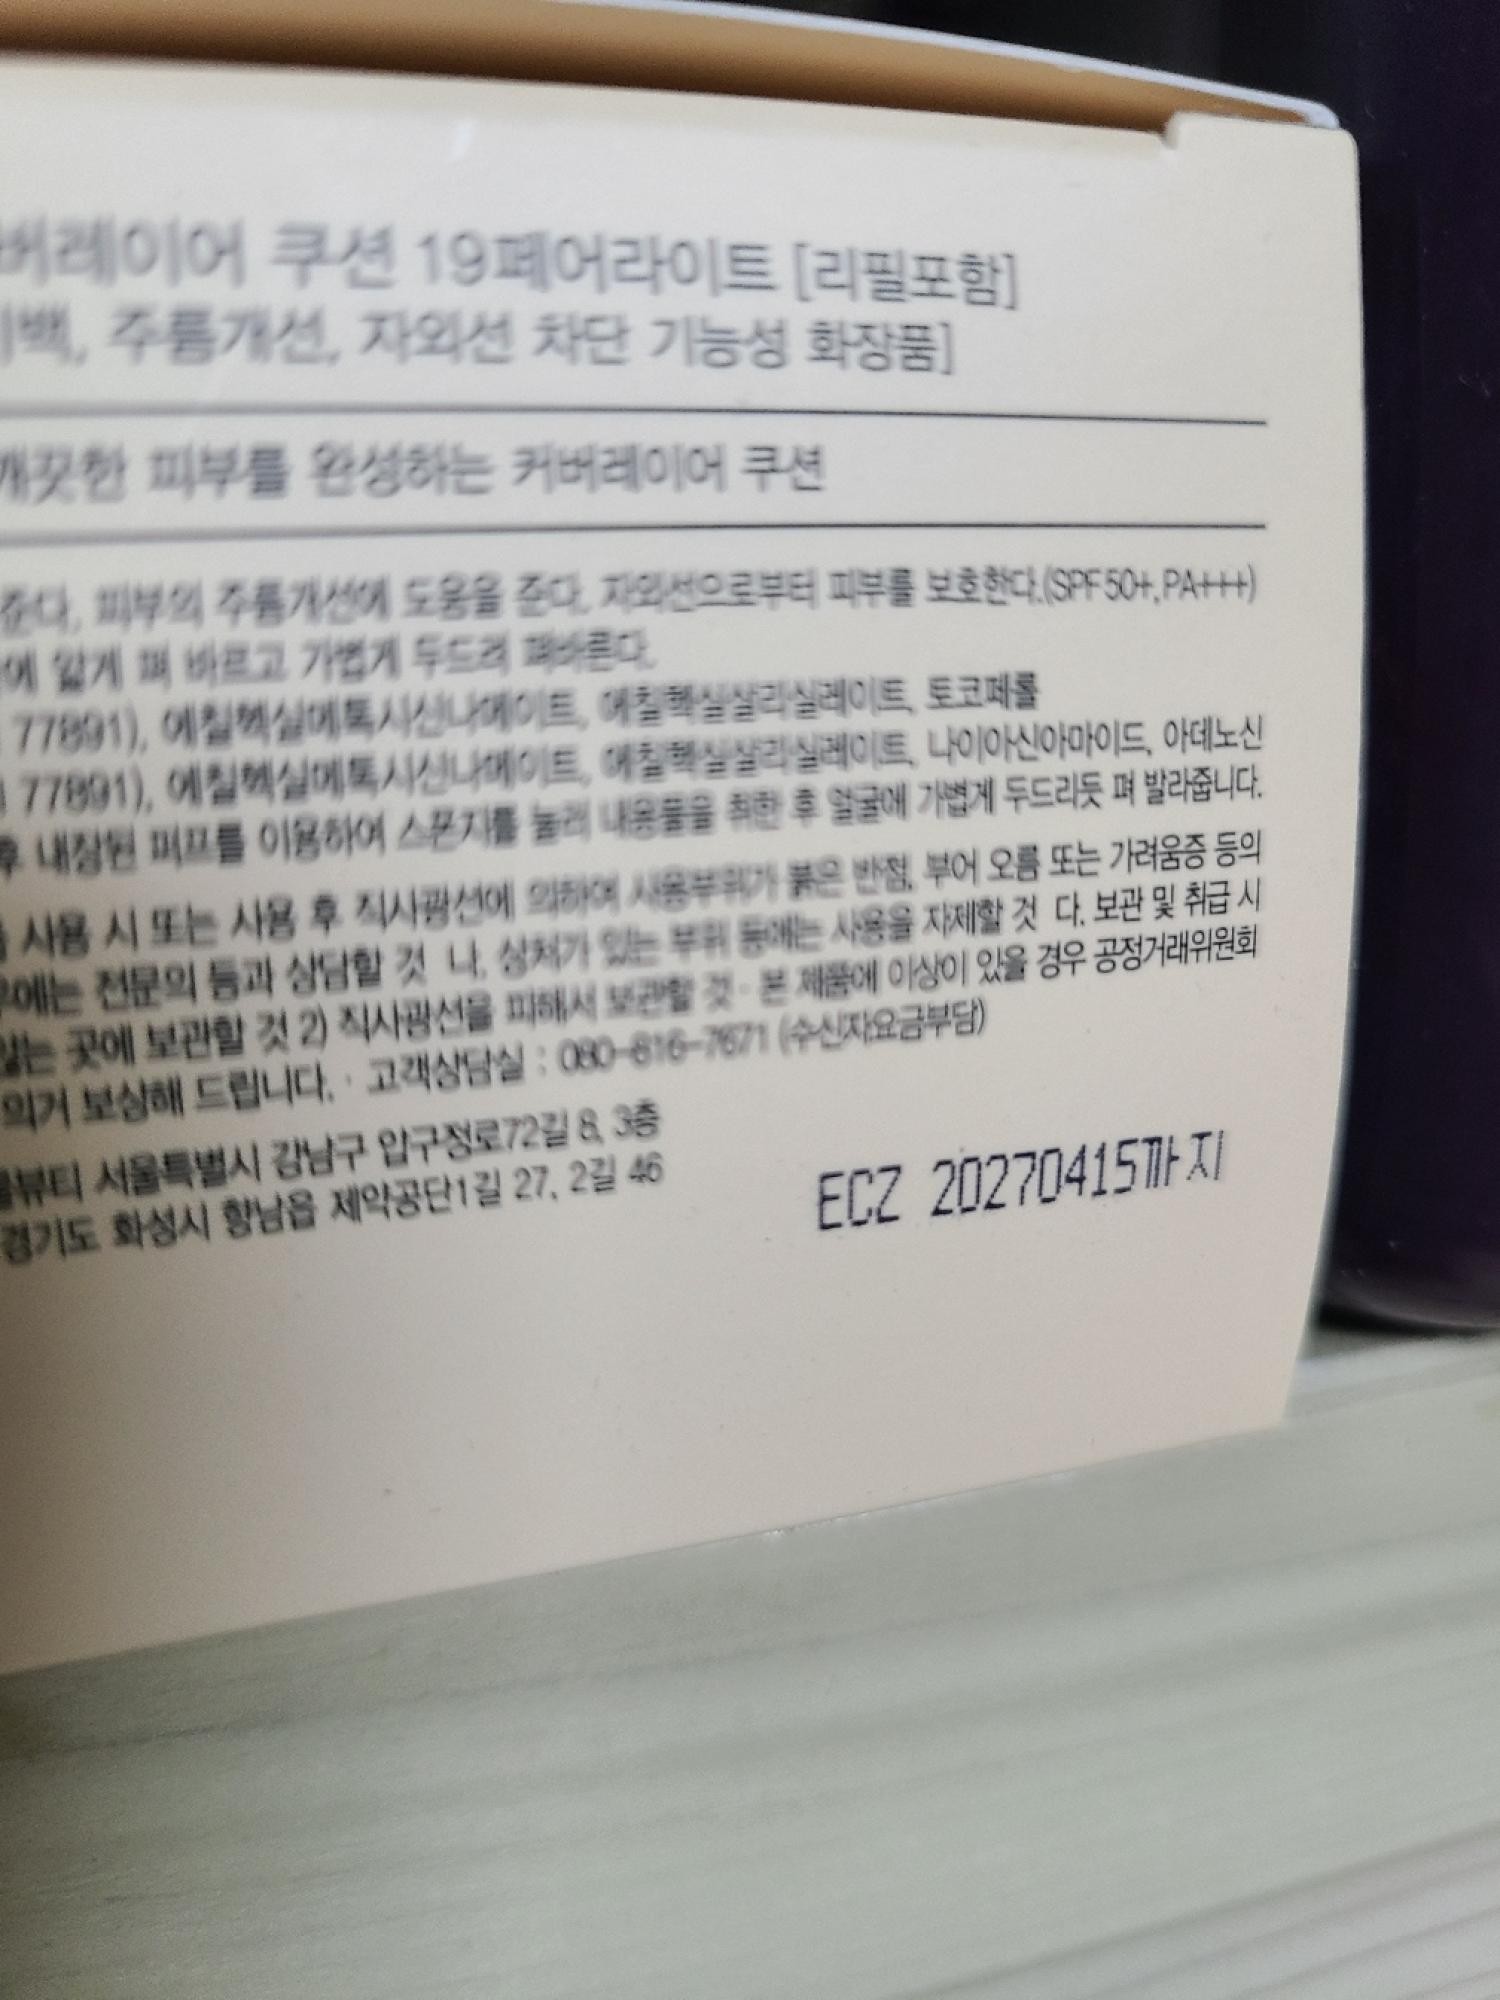 버레이어 쿠션 19페어라이트 [리필포함]
백, 주름개선, 자외선 차단 기능성 화장품]
깨끗한 피부를 완성하는 커버레이어 쿠션
준다. 피부의 주름개선에 도움을 준다. 자외선으로부터 피부를 보호한다.(SPF50+, PA+++)
에 얇게 펴 바르고 가볍게 두드려 펴바른다.
77891), 에칠헥실메톡시신나메이트, 에칠헥실살리실레이트, 토코페롤
77891), 에칠헥실메톡시신나메이트, 에칠헥실살리실레이트, 나이아신아마이드, 아데노신
후 내장된 퍼프를 이용하여 스폰지를 눌러 내용물을 취한 후 얼굴에 가볍게 두드리듯 펴 발라줍니다.
사용 시 또는 사용 후 직사광선에 의하여 사용부위가 붉은 반점, 부어 오름 또는 가려움증 등의
우에는 전문의 등과 상담할 것 나. 상처가 있는 부위 등에는 사용을 자제할 것 다. 보관 및 취급 시
않는 곳에 보관할 것 2) 직사광선을 피해서 보관할 것 · 본 제품에 이상이 있을 경우 공정거래위원회
의거 보상해 드립니다. · 고객상담실 : 080-816-7671 (수신자요금부담)
뷰티 서울특별시 강남구 압구정로72길 8, 3층
경기도 화성시 향남읍 제약공단1길 27, 2길 46
ECZ 20270415까지